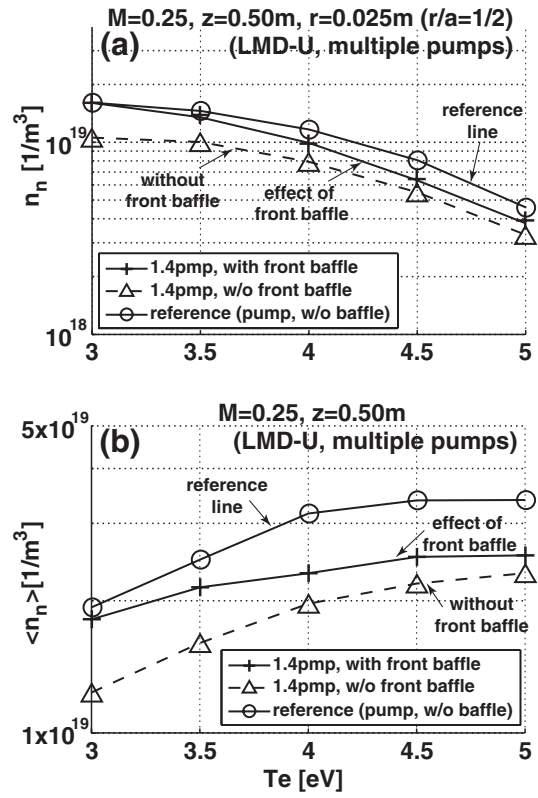 M=0.25, z=0.50m, r=0.025m (r/a=1/2)
(a)
(LMD-U, multiple pumps)
reference
line
10^19
n_n [1/m^3]
without
front baffle
effect of
front baffle
1.4pmp, with front baffle
1.4pmp, w/o front baffle
reference (pump, w/o baffle)
10^18
3 3.5 4 4.5 5
M=0.25, z=0.50m
5x10^19
(b)
(LMD-U, multiple pumps)
reference
line
effect of
front baffle
<n_n>[1/m^3]
without
front baffle
1.4pmp, with front baffle
1.4pmp, w/o front baffle
reference (pump, w/o baffle)
1x10^19
3 3.5 4 4.5 5
Te [eV]